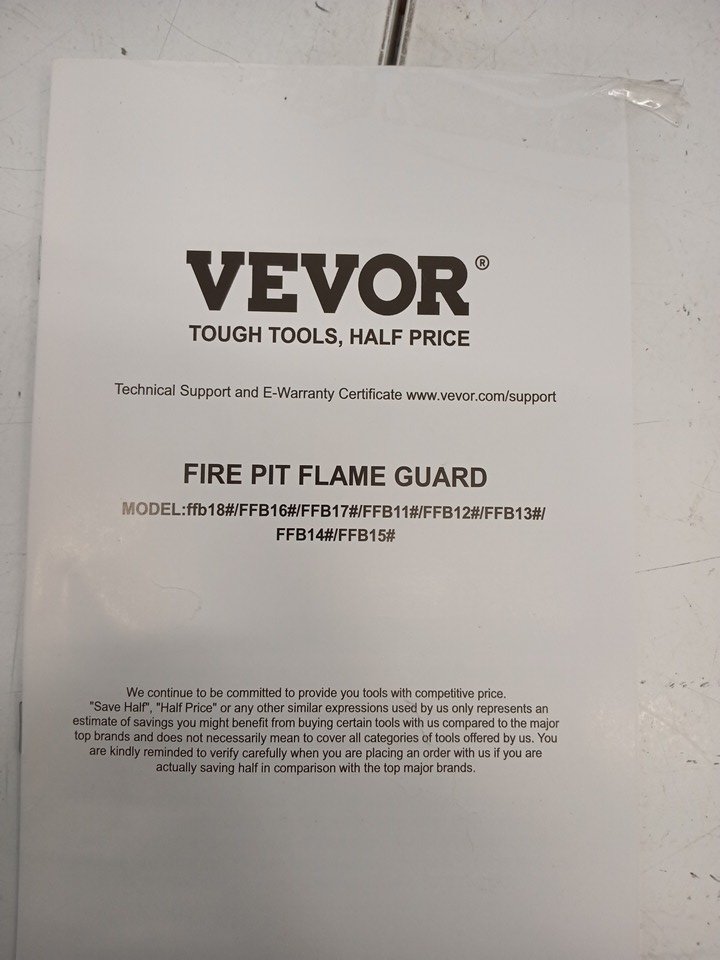 VEVOR®
TOUGH TOOLS, HALF PRICE
Technical Support and E-Warranty Certificate www.vevor.com/support
FIRE PIT FLAME GUARD
MODEL:ffb18#/FFB16#/FFB17#/FFB11#/FFB12#/FFB13#/
FFB14#/FFB15#
We continue to be committed to provide you tools with competitive price.
"Save Half", "Half Price" or any other similar expressions used by us only represents an
estimate of savings you might benefit from buying certain tools with us compared to the major
top brands and does not necessarily mean to cover all categories of tools offered by us. You
are kindly reminded to verify carefully when you are placing an order with us if you are
actually saving half in comparison with the top major brands.